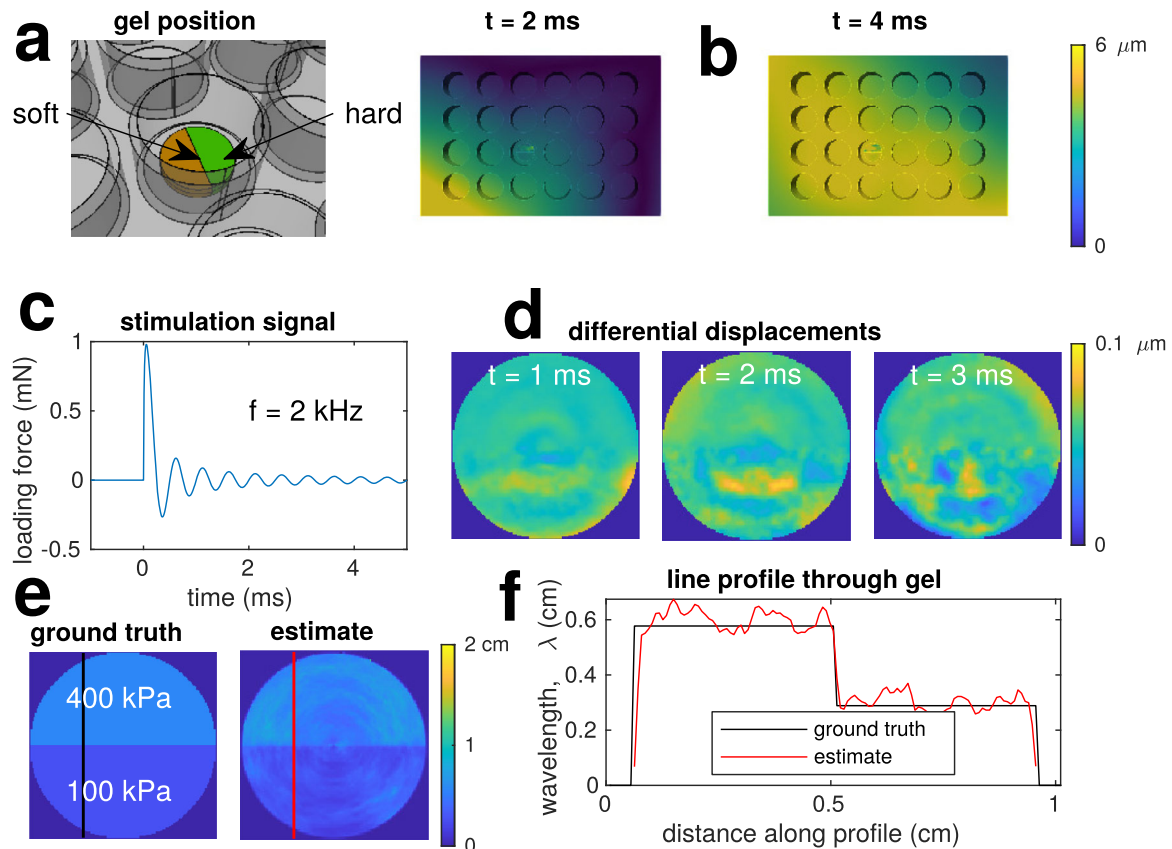 a
gel position
soft
hard
t = 2 ms
b
t = 4 ms
6 μm
0
c
stimulation signal
loading force (mN)
1
0.5
0
-0.5
f = 2 kHz
0
2
4
time (ms)
d
differential displacements
t = 1 ms
t = 2 ms
t = 3 ms
0.1 μm
0
e
ground truth
400 kPa
100 kPa
estimate
2 cm
1
0
f
line profile through gel
wavelength, λ (cm)
0.6
0.4
0.2
0
ground truth
estimate
0
0.5
1
distance along profile (cm)